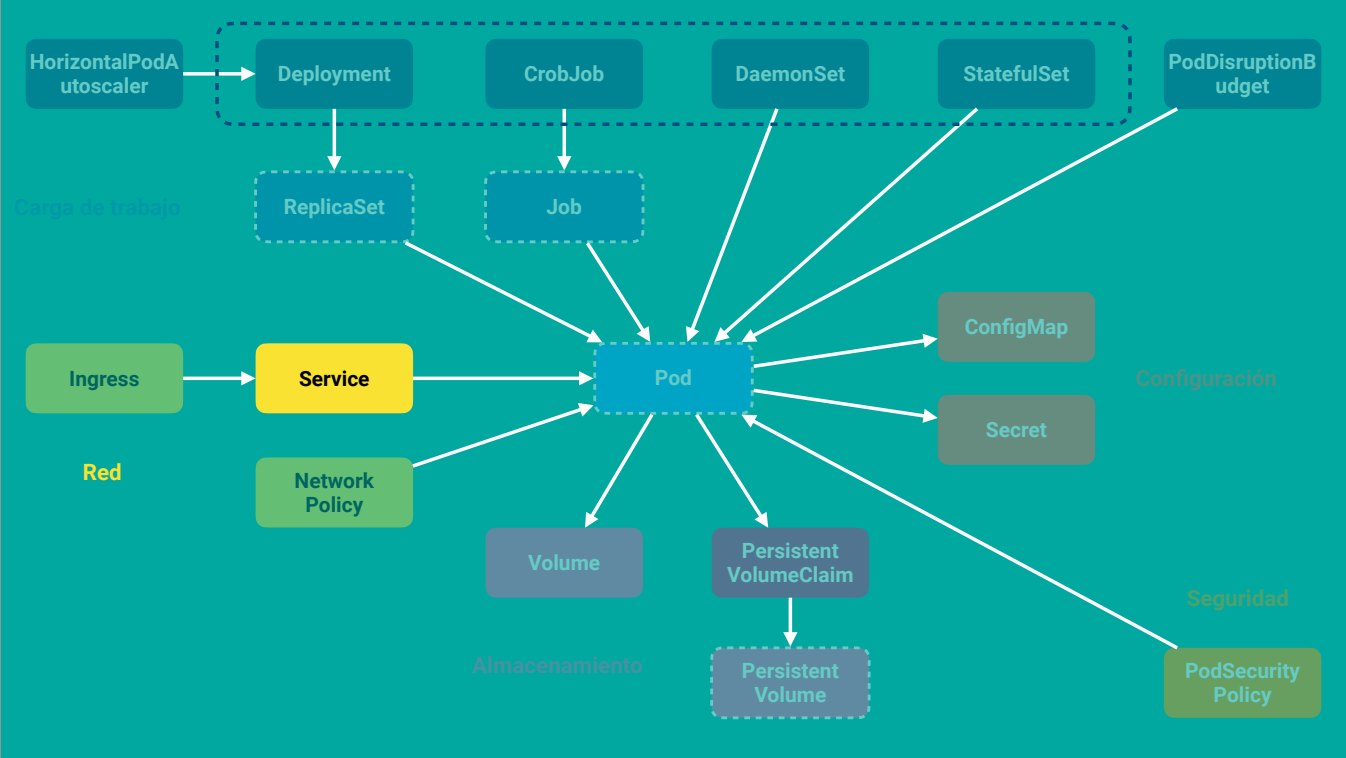 HorizontalPodA
utoscaler
Deployment
CrobJob
DaemonSet
StatefulSet
PodDisruptionB
udget
Carga de trabajo
ReplicaSet
Job
ConfigMap
Ingress
Service
Pod
Configuración
Secret
Red
Network
Policy
Volume
Persistent
VolumeClaim
Seguridad
Almacenamiento
Persistent
Volume
PodSecurity
Policy